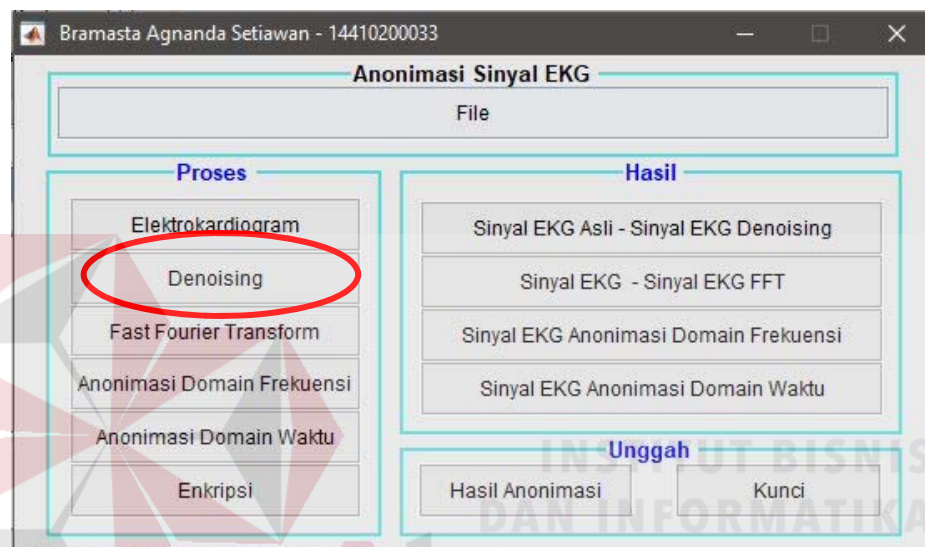 Bramasta Agnanda Setiawan - 14410200033
Anonimasi Sinyal EKG
File
Proses
Elektrokardiogram
Denoising
Fast Fourier Transform
Anonimasi Domain Frekuensi
Anonimasi Domain Waktu
Enkripsi
Hasil
Sinyal EKG Asli - Sinyal EKG Denoising
Sinyal EKG - Sinyal EKG FFT
Sinyal EKG Anonimasi Domain Frekuensi
Sinyal EKG Anonimasi Domain Waktu
Unggah
Hasil Anonimasi
Kunci
INSTITUT BISNIS
DAN INFORMATIKA